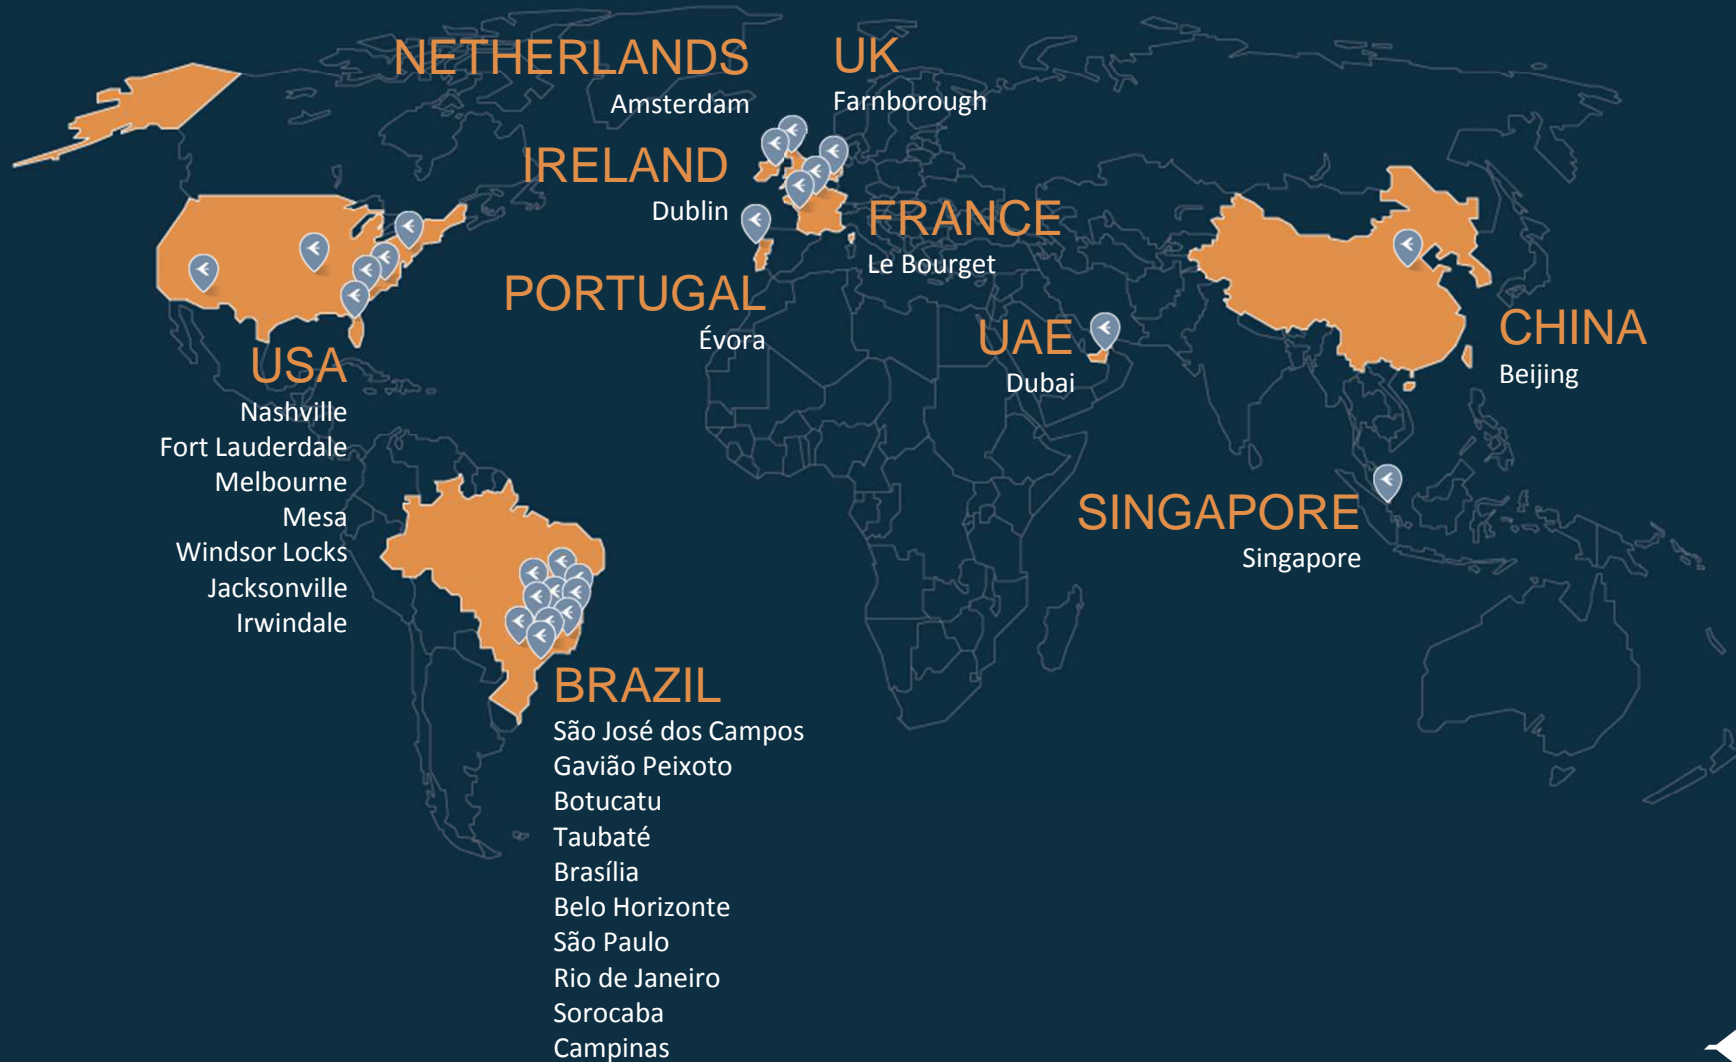 NETHERLANDS
Amsterdam
UK
Farnborough
IRELAND
Dublin
FRANCE
Le Bourget
PORTUGAL
Évora
UAE
Dubai
CHINA
Beijing
USA
Nashville
Fort Lauderdale
Melbourne
Mesa
Windsor Locks
Jacksonville
Irwindale
SINGAPORE
Singapore
BRAZIL
São José dos Campos
Gavião Peixoto
Botucatu
Taubaté
Brasília
Belo Horizonte
São Paulo
Rio de Janeiro
Sorocaba
Campinas